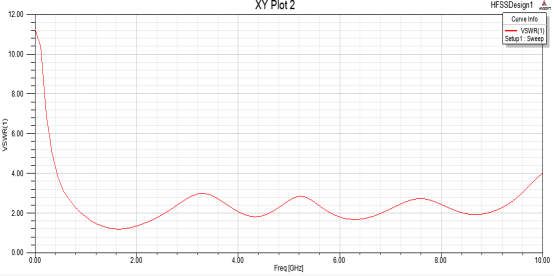 XY Plot 2
HFSSDesign1
ANSOFT
Curve Info
VSWR(1)
Setup1 : Sweep
12.00
10.00
8.00
6.00
4.00
2.00
0.00
VSWR(1)
0.00 2.00 4.00 6.00 8.00 10.00
Freq [GHz]